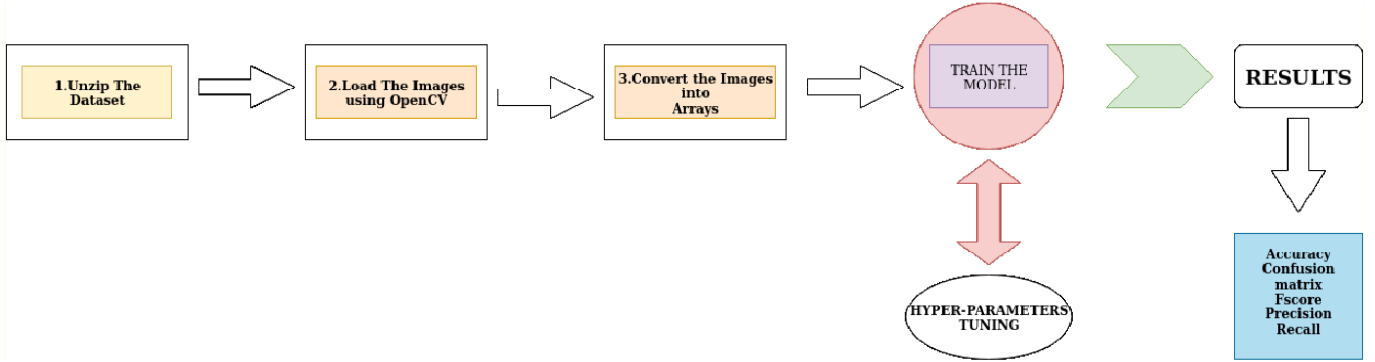 1.Unzip The
Dataset
2.Load The Images
using OpenCV
3.Convert the Images
into
Arrays
TRAIN THE
MODEL
RESULTS
HYPER-PARAMETERS
TUNING
Accuracy
Confusion
matrix
Fscore
Precision
Recall